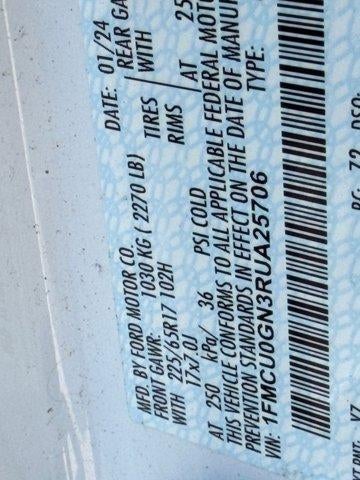 MFD. BY FORD MOTOR CO.
DATE: 01/24
FRONT GAWR: 1030 KG ( 2270 LB)
REAR GA
WITH 225/65R17 102H TIRES WITH
17x7.0J RIMS
AT 250 kPa/ 36 PSI COLD AT 25
THIS VEHICLE CONFORMS TO ALL APPLICABLE FEDERAL MOTO
PREVENTION STANDARDS IN EFFECT ON THE DATE OF MANUF
VIN: 1FMCU0GN3RUA25706 TYPE:
72